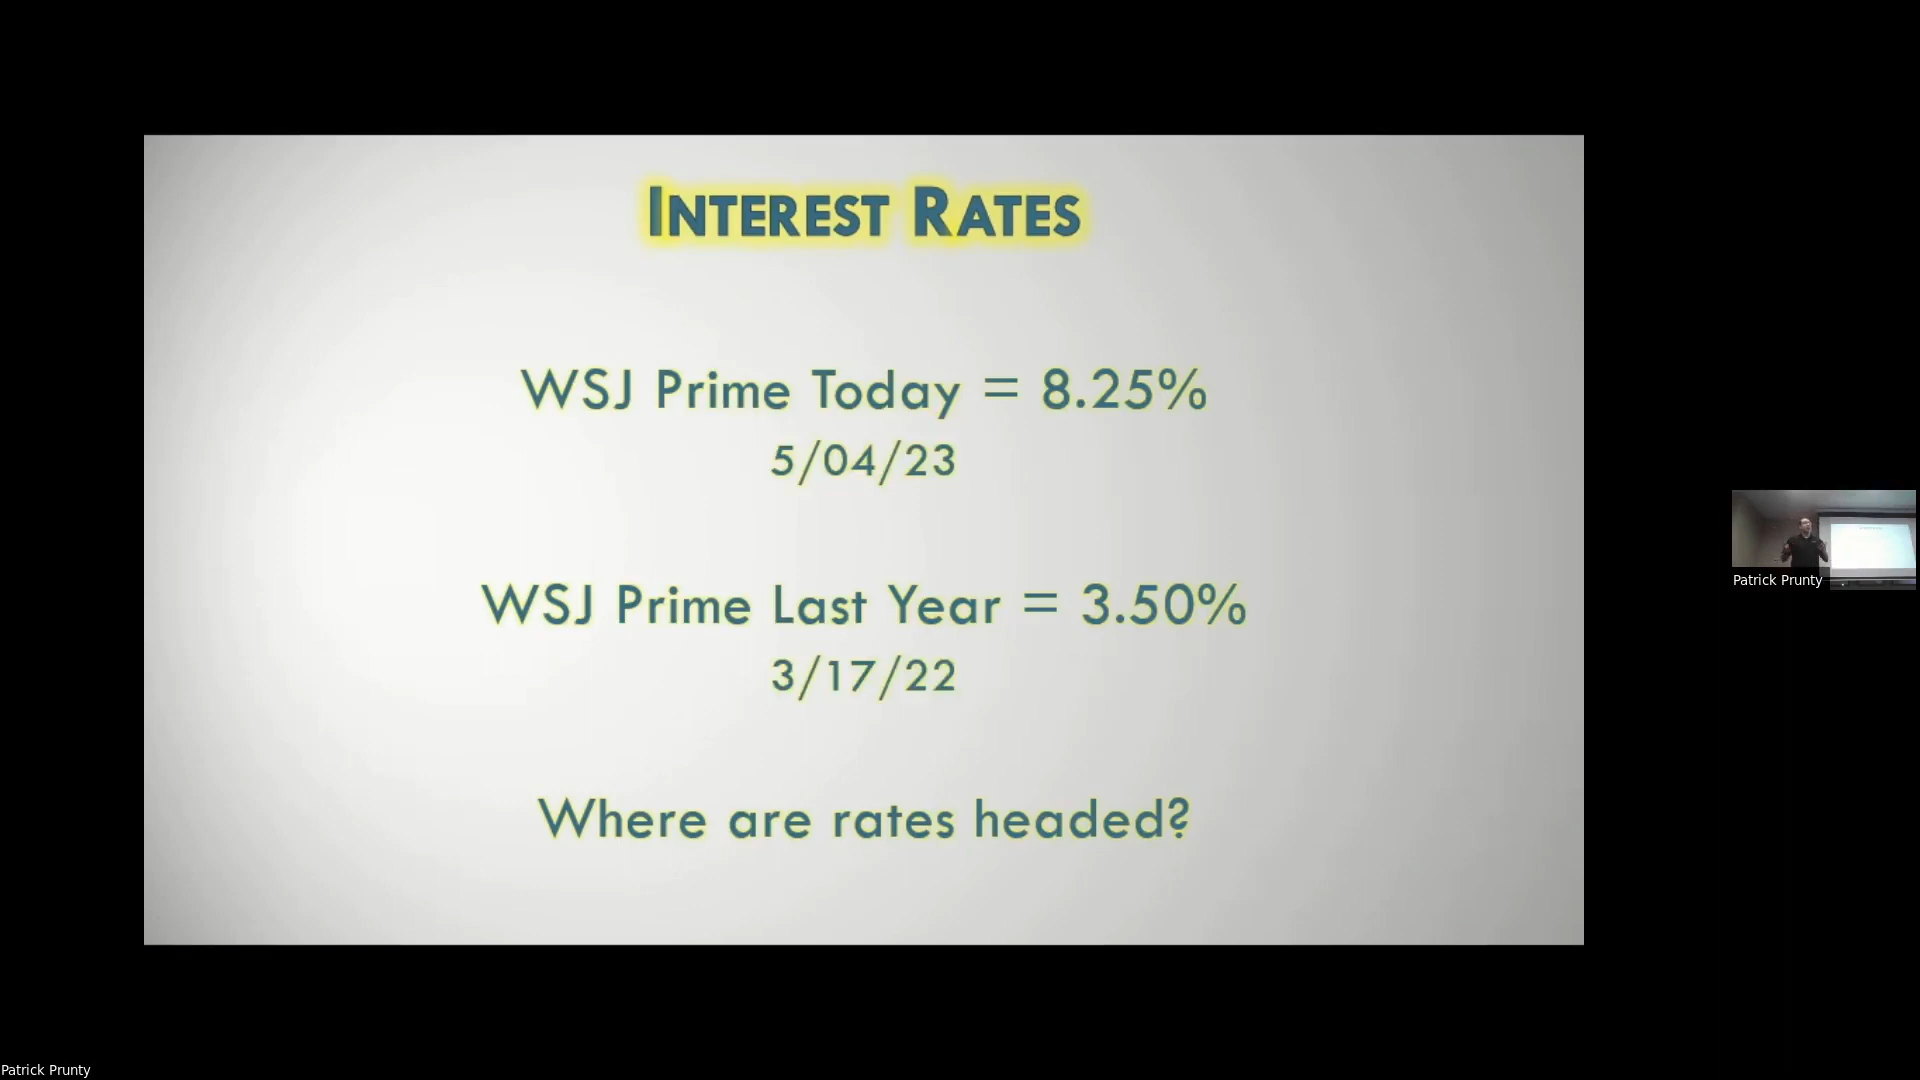 Interest Rates
WSJ Prime Today = 8.25%
5/04/23
WSJ Prime Last Year = 3.50%
3/17/22
Where are rates headed?
Patrick Prunty
Patrick Prunty